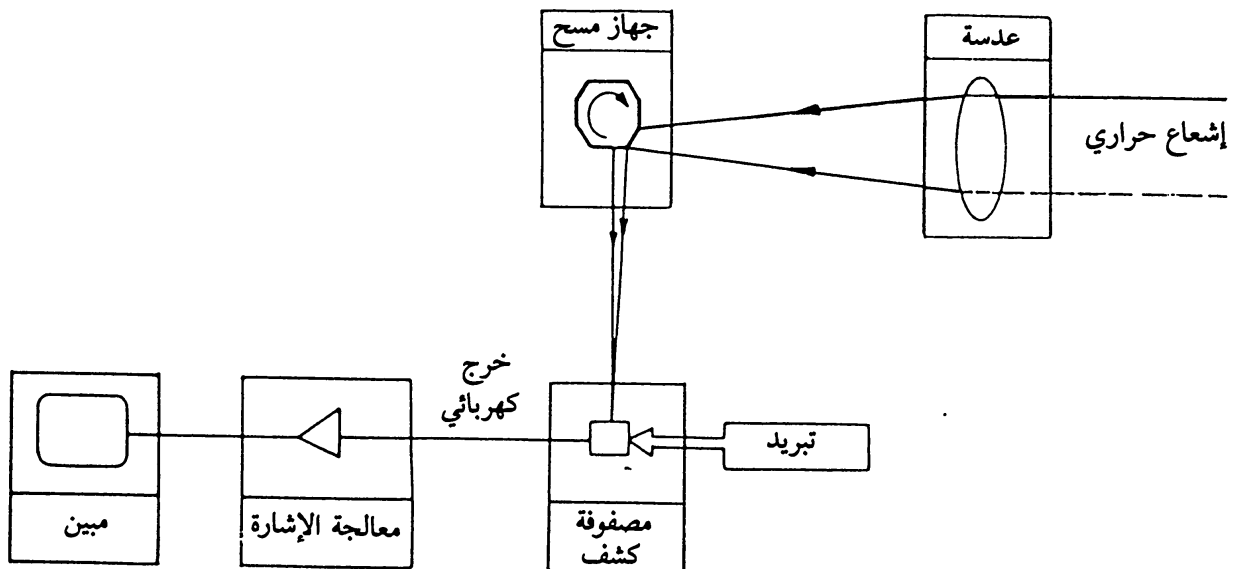 جهاز مسح
عدسة
إشعاع حراري
خرج
كهربائي
تبريد
مصفوفة
كشف
معالجة الإشارة
مبين